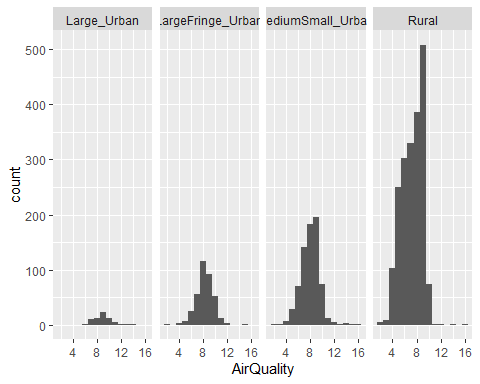 Large_Urban
LargeFringe_Urban
ediumSmall_Urba
Rural
500
400
300
200
100
0
count
4 8 12 16
4 8 12 16
4 8 12 16
4 8 12 16
AirQuality